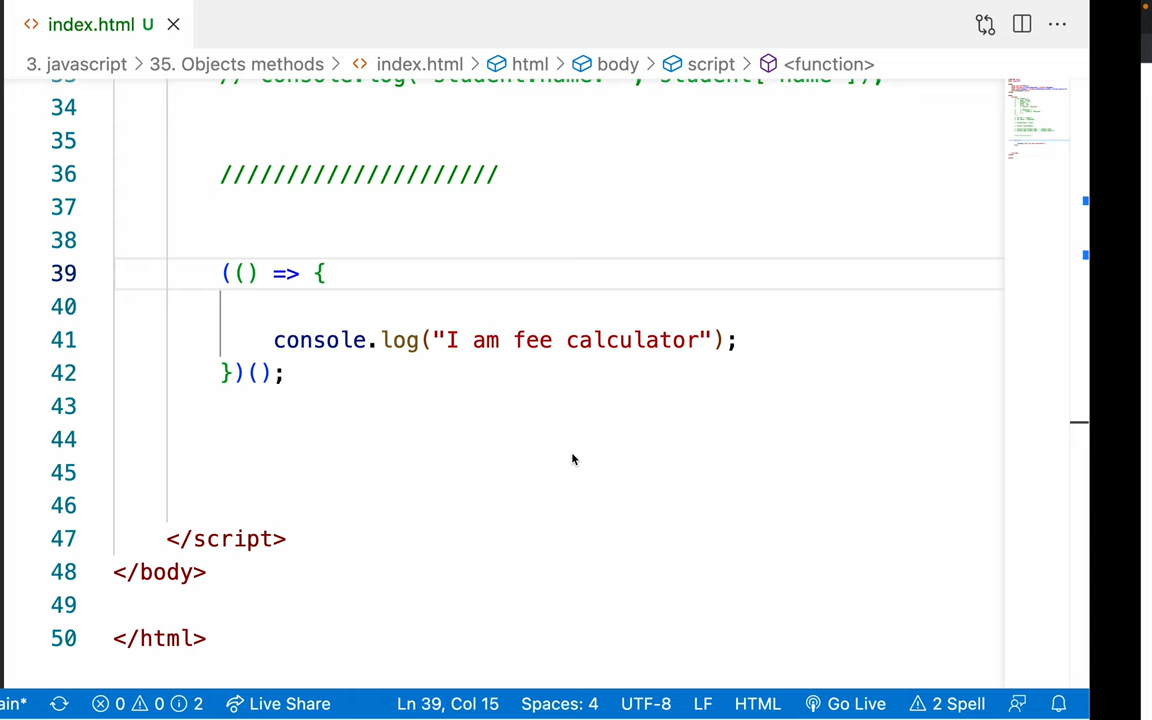 index.html U
3. javascript > 35. Objects methods > index.html > html > body > script > <function>
34
35
36 ////////////////////​/
37
38
39 (() => {
40
41 console.log("I am fee calculator");
42 })();
43
44
45
46
47 </script>
48 </body>
49
50 </html>
ain* 0 0 2 Live Share Ln 39, Col 15 Spaces: 4 UTF-8 LF HTML Go Live 2 Spell